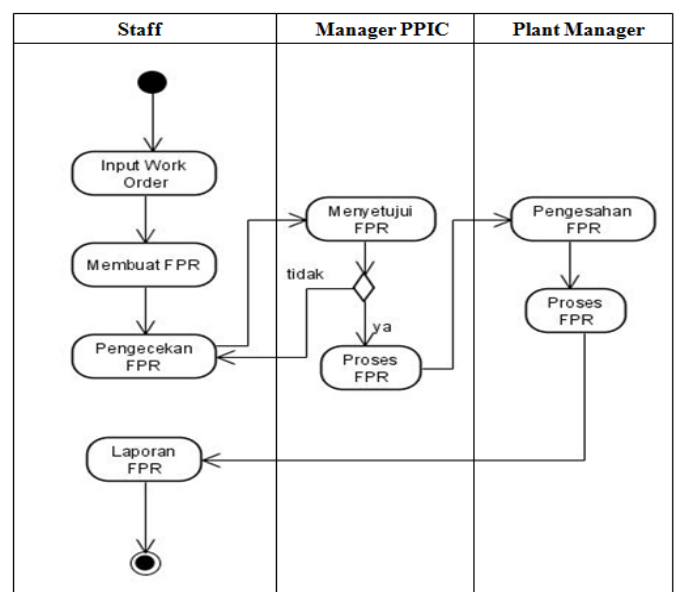 Staff
Manager PPIC
Plant Manager
Input Work
Order
Membuat FPR
Pengecekan
FPR
Laporan
FPR
Menyetujui
FPR
tidak
ya
Proses
FPR
Pengesahan
FPR
Proses
FPR